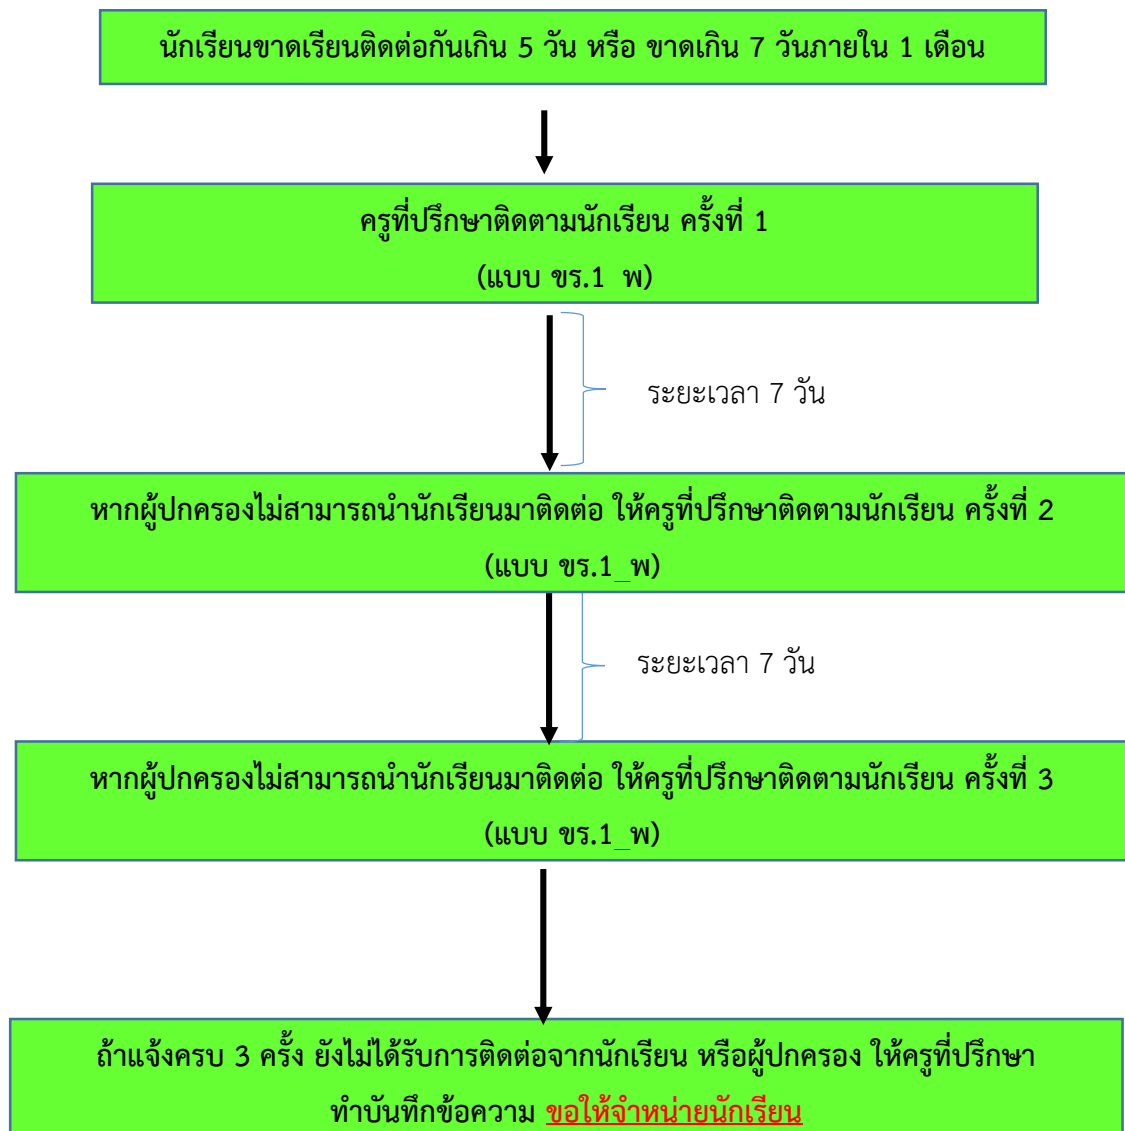 นักเรียนขาดเรียนติดต่อกันเกิน 5 วัน หรือ ขาดเกิน 7 วันภายใน 1 เดือน
ครูที่ปรึกษาติดตามนักเรียน ครั้งที่ 1
(แบบ ขร.1 พ)
ระยะเวลา 7 วัน
หากผู้ปกครองไม่สามารถนำนักเรียนมาติดต่อ ให้ครูที่ปรึกษาติดตามนักเรียน ครั้งที่ 2
(แบบ ขร.1_พ)
ระยะเวลา 7 วัน
หากผู้ปกครองไม่สามารถนำนักเรียนมาติดต่อ ให้ครูที่ปรึกษาติดตามนักเรียน ครั้งที่ 3
(แบบ ขร.1_พ)
ถ้าแจ้งครบ 3 ครั้ง ยังไม่ได้รับการติดต่อจากนักเรียน หรือผู้ปกครอง ให้ครูที่ปรึกษา
ทำบันทึกข้อความ ขอให้จำหน่ายนักเรียน